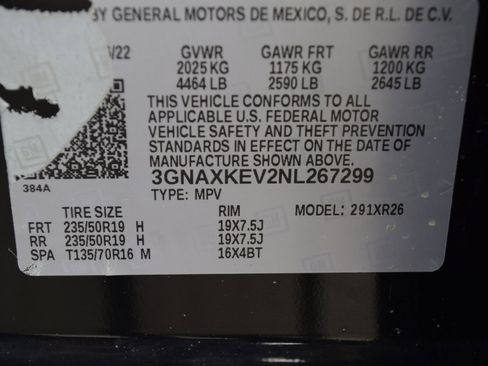 BY GENERAL MOTORS DE MEXICO, S. DE R.L. DE C.V.
/22 GVWR GAWR FRT GAWR RR
2025 KG 1175 KG 1200 KG
4464 LB 2590 LB 2645 LB
THIS VEHICLE CONFORMS TO ALL
APPLICABLE U.S. FEDERAL MOTOR
VEHICLE SAFETY AND THEFT PREVENTION
STANDARDS IN EFFECT ON THE DATE OF
MANUFACTURE SHOWN ABOVE.
384A 3GNAXKEV2NL267299
TYPE: MPV
TIRE SIZE RIM MODEL: 291XR26
FRT 235/50R19 H 19X7.5J
RR 235/50R19 H 19X7.5J
SPA T135/70R16 M 16X4BT